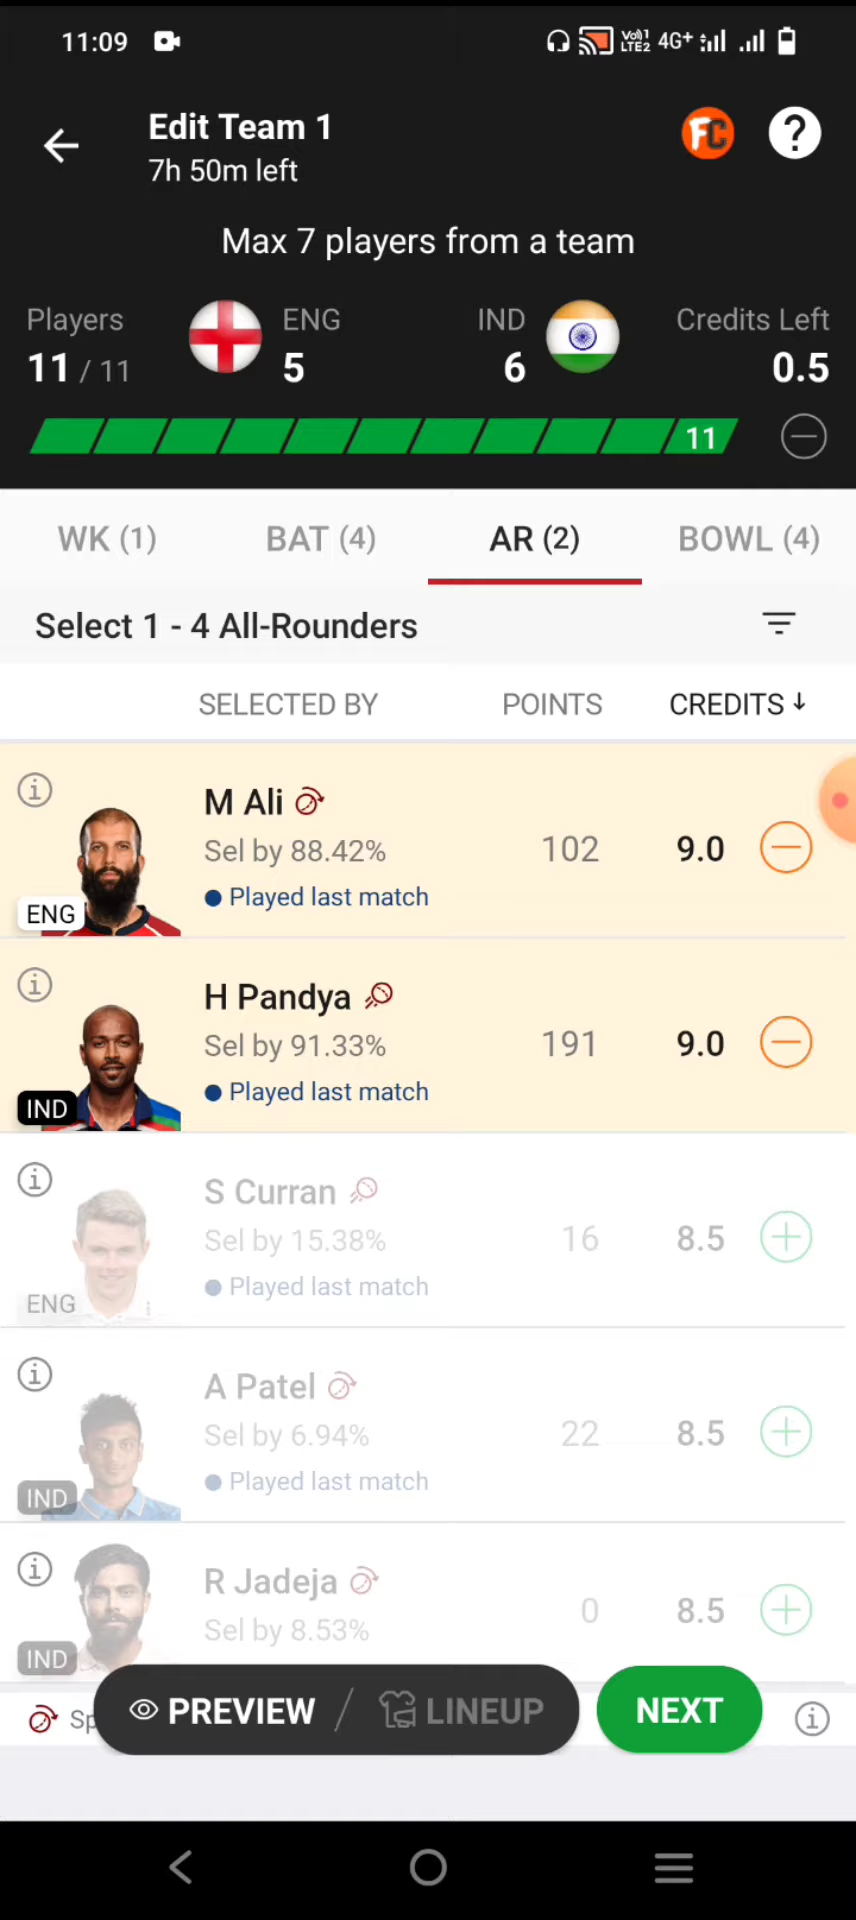 11:09 Vo))1 LTE2 4G+
Edit Team 1
7h 50m left
FC ?
Max 7 players from a team
Players ENG IND Credits Left
11 / 11 5 6 0.5
11
WK (1) BAT (4) AR (2) BOWL (4)
Select 1 - 4 All-Rounders
SELECTED BY POINTS CREDITS ↓
M Ali
Sel by 88.42% 102 9.0
Played last match
ENG
H Pandya
Sel by 91.33% 191 9.0
Played last match
IND
S Curran
Sel by 15.38% 16 8.5
Played last match
ENG
A Patel
Sel by 6.94% 22 8.5
Played last match
IND
R Jadeja
Sel by 8.53% 0 8.5
IND
Sp PREVIEW / LINEUP NEXT